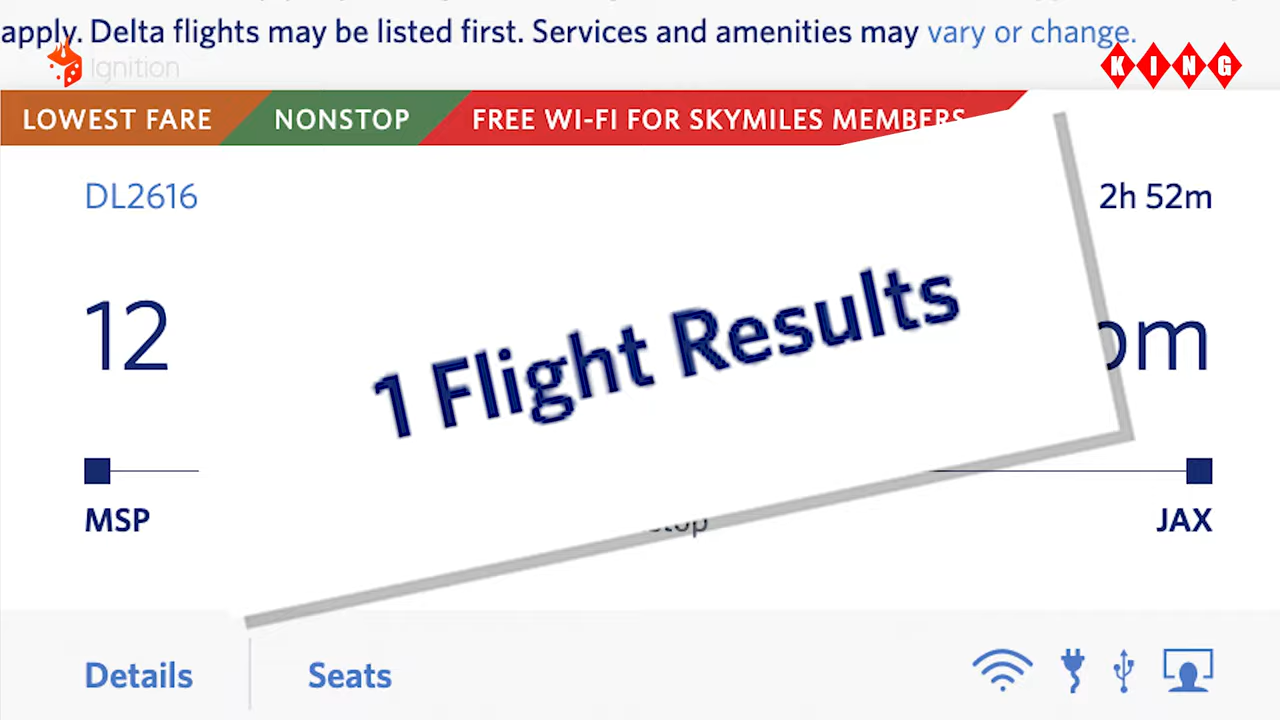 apply. Delta flights may be listed first. Services and amenities may vary or change.
Ignition
KING
LOWEST FARE NONSTOP FREE WI-FI FOR SKYMILES MEMBERS
DL2616 2h 52m
12 pm
1 Flight Results
MSP JAX
Details Seats